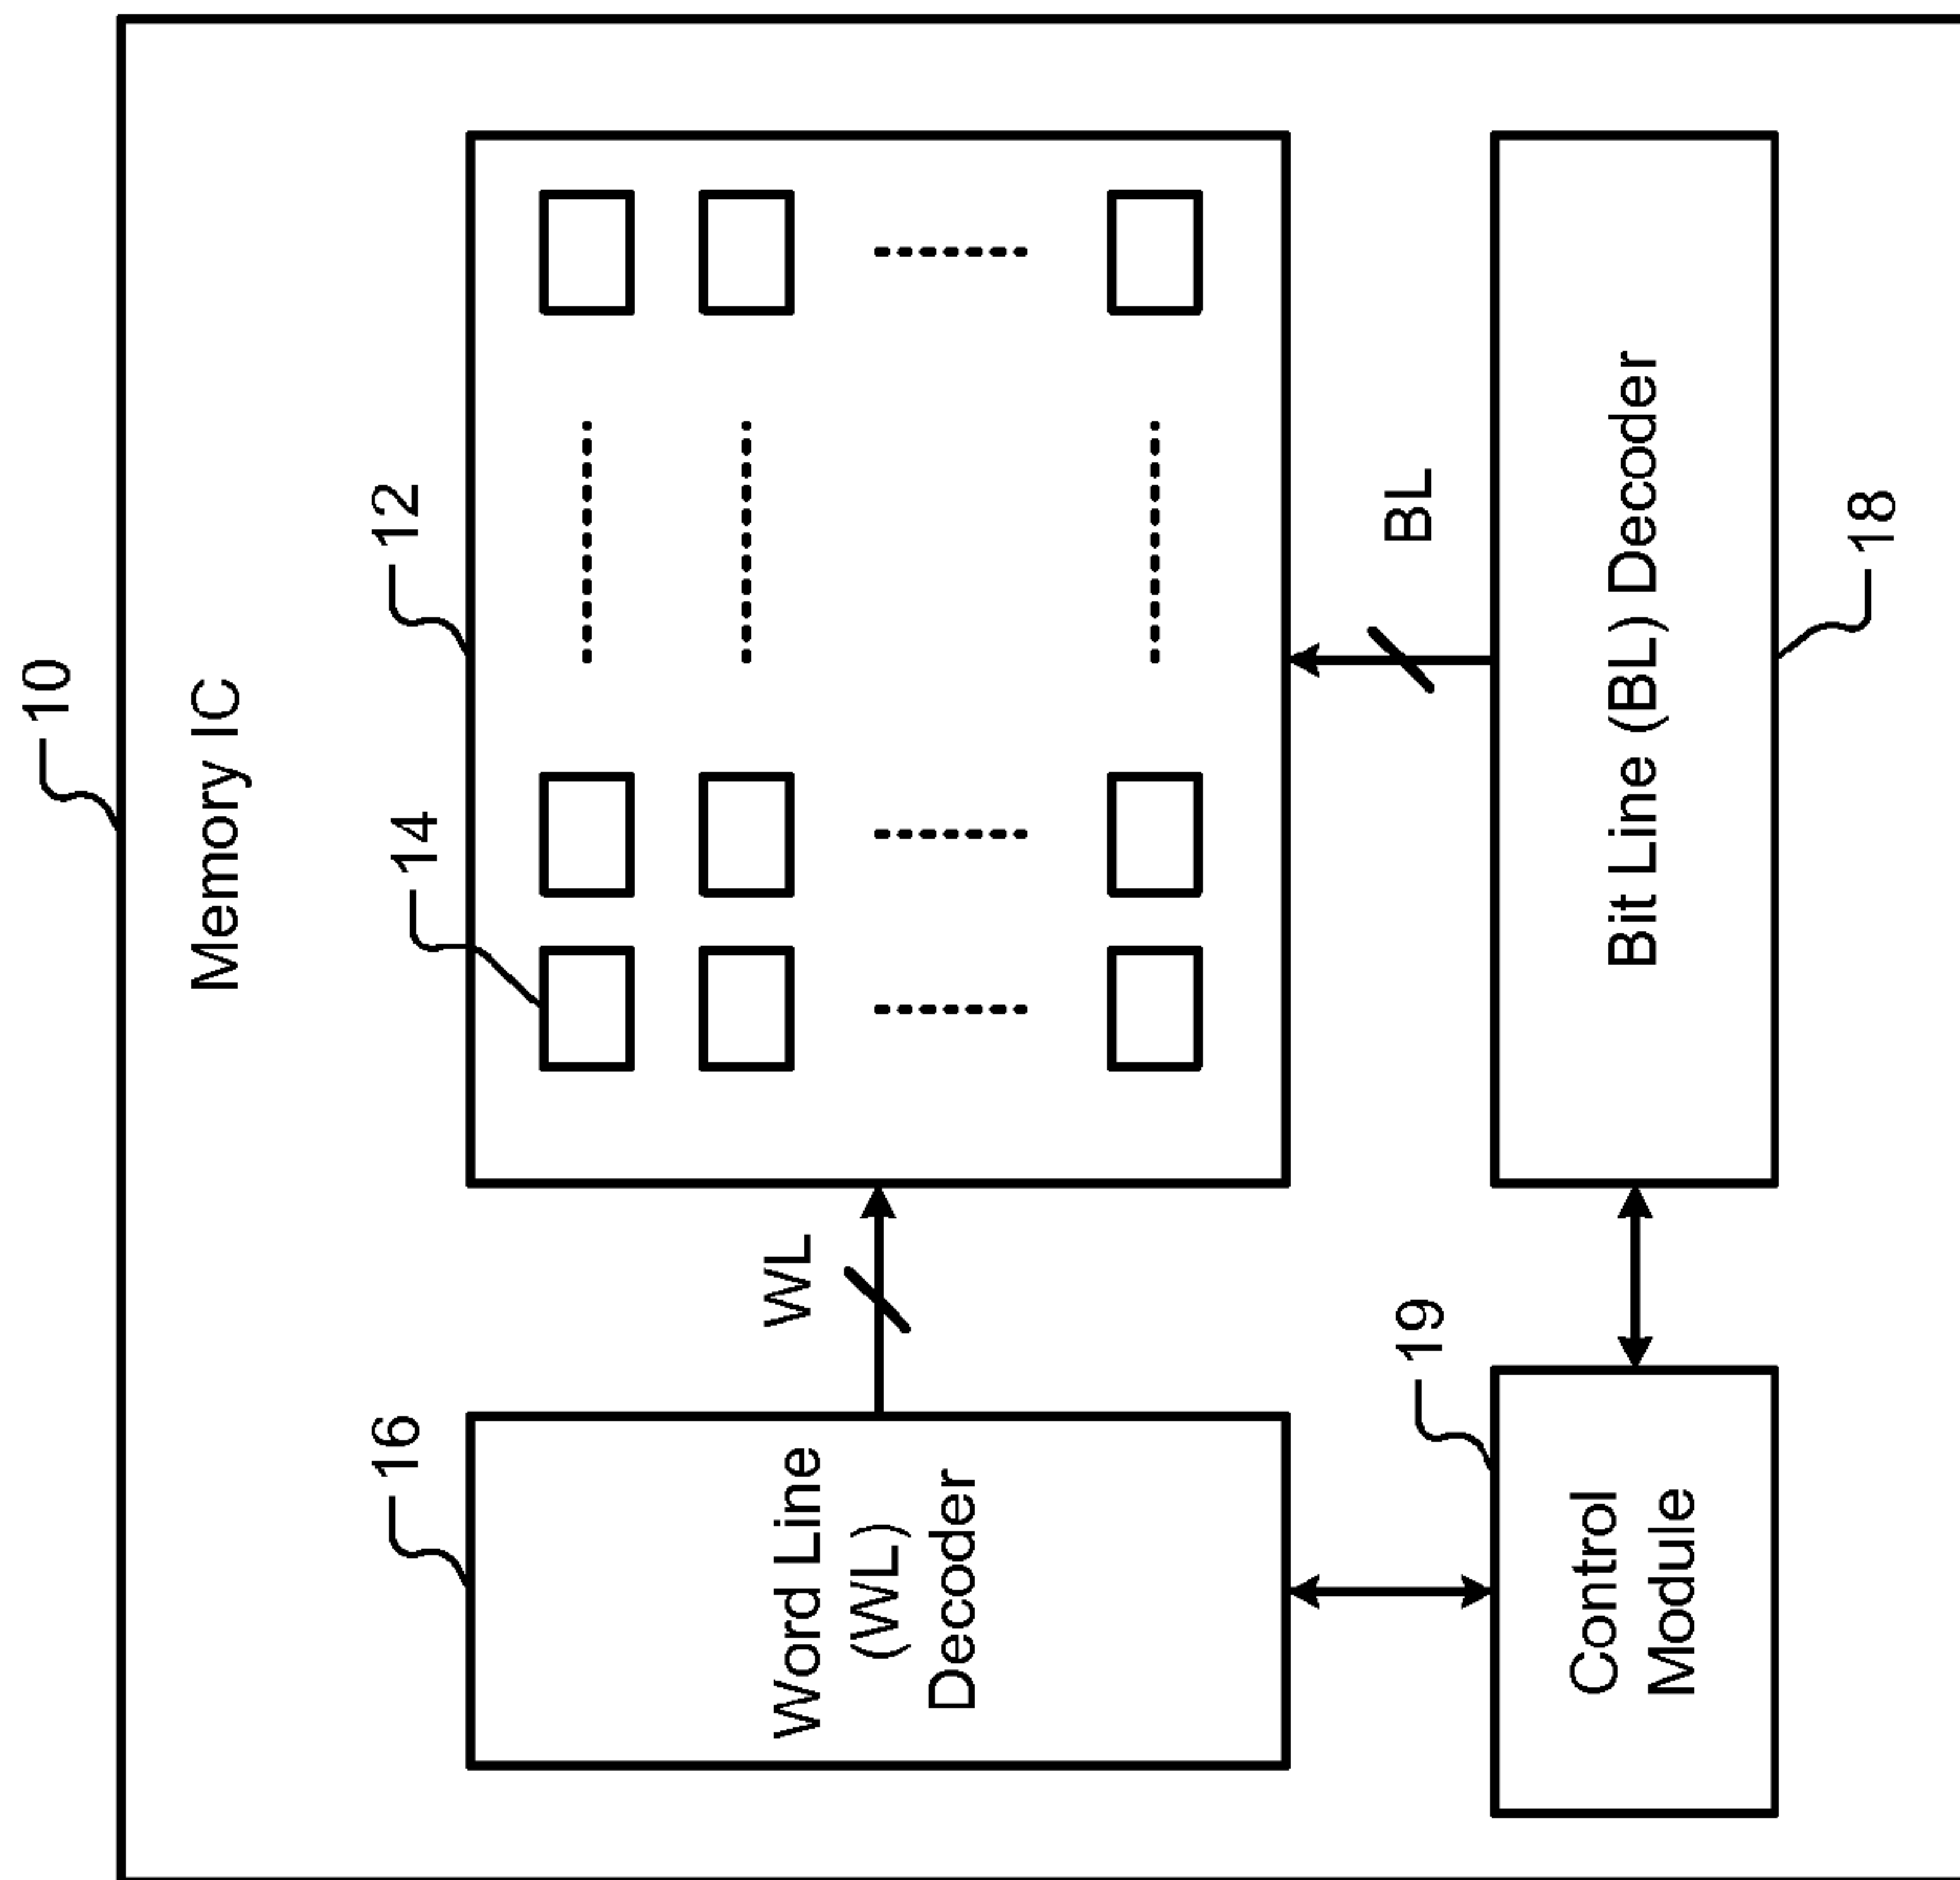 10
Memory IC
16
12
14
Word Line
(WL)
Decoder
WL
BL
19
Control
Module
Bit Line (BL) Decoder
18